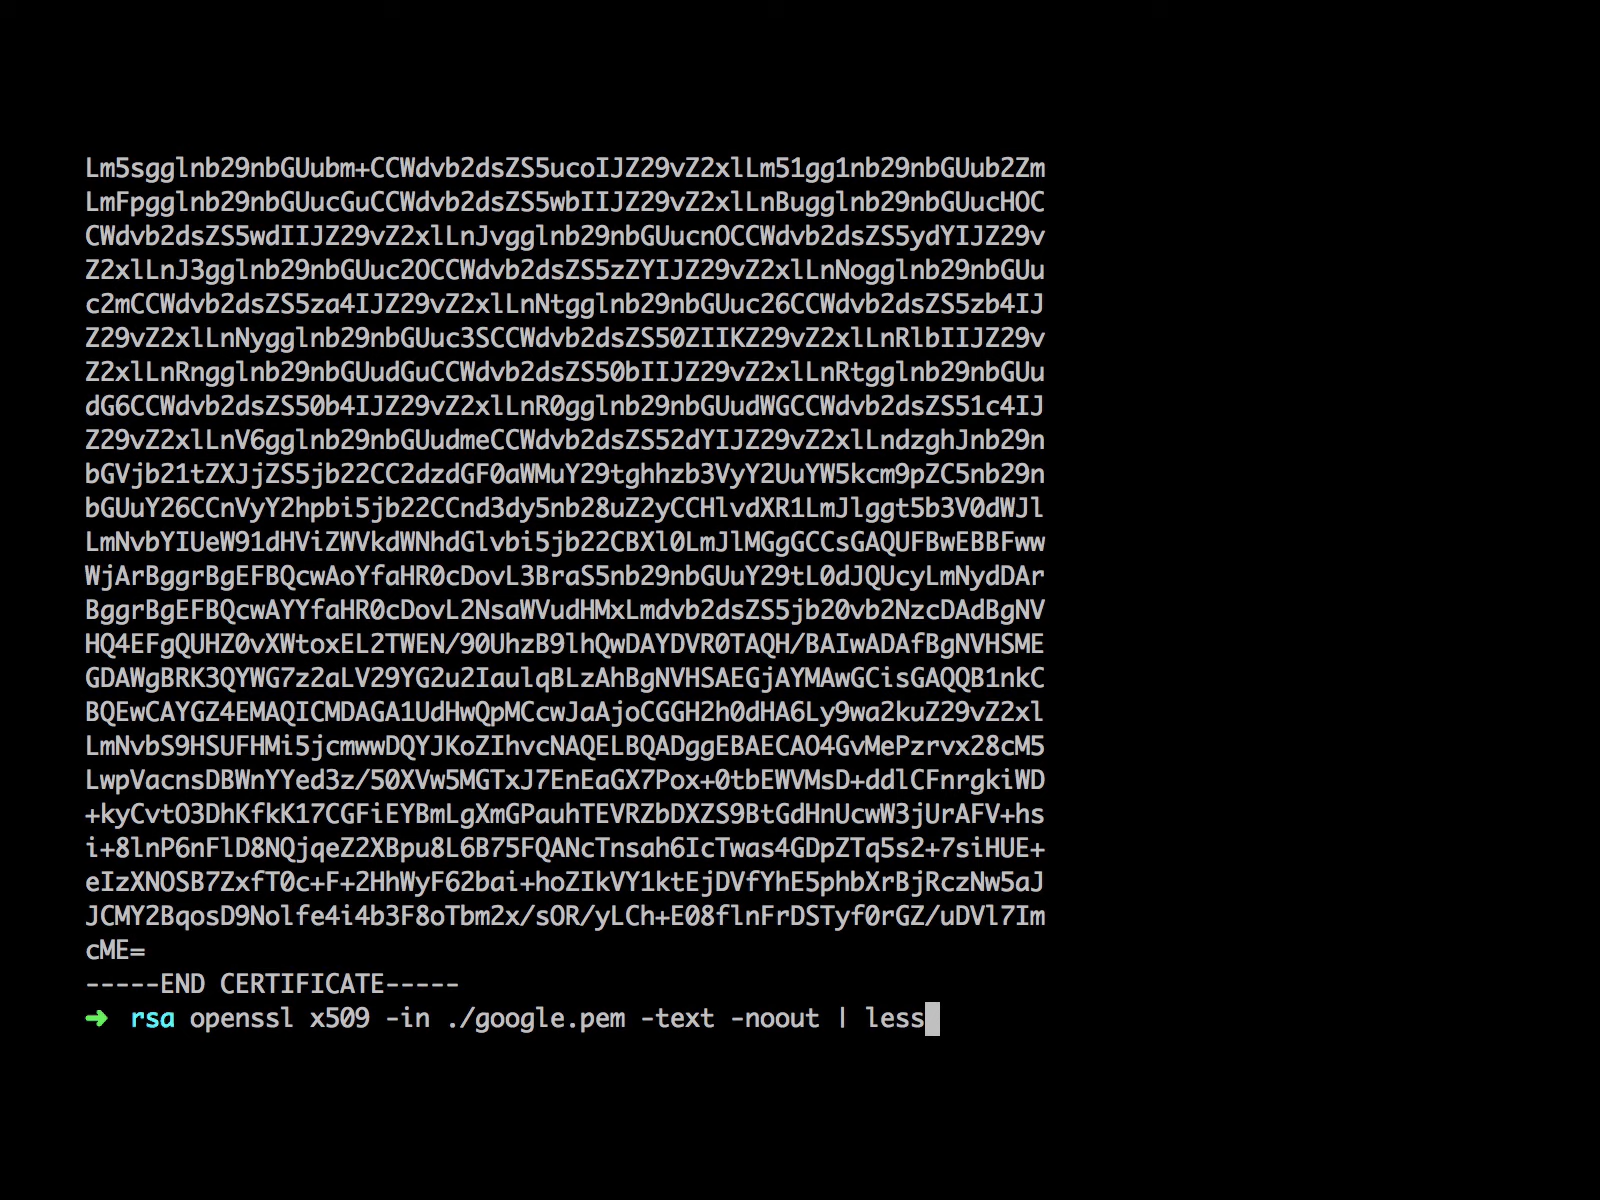 Lm5sgglnb29nbGUubm+CCWdvb2dsZS5ucoIJZ29vZ2xlLm51gg1nb29nbGUub2Zm
LmFpgglnb29nbGUucGuCCWdvb2dsZS5wbIIJZ29vZ2xlLnBugglnb29nbGUucHOC
CWdvb2dsZS5wdIIJZ29vZ2xlLnJvgglnb29nbGUucnOCCWdvb2dsZS5ydYIJZ29v
Z2xlLnJ3gglnb29nbGUuc2OCCWdvb2dsZS5zZYIJZ29vZ2xlLnNogglnb29nbGUu
c2mCCWdvb2dsZS5za4IJZ29vZ2xlLnNtgglnb29nbGUuc26CCWdvb2dsZS5zb4IJ
Z29vZ2xlLnNygglnb29nbGUuc3SCCWdvb2dsZS50ZIIKZ29vZ2xlLnRlbIIJZ29v
Z2xlLnRngglnb29nbGUudGuCCWdvb2dsZS50bIIJZ29vZ2xlLnRtgglnb29nbGUu
dG6CCWdvb2dsZS50b4IJZ29vZ2xlLnR0gglnb29nbGUudWGCCWdvb2dsZS51c4IJ
Z29vZ2xlLnV6gglnb29nbGUudmeCCWdvb2dsZS52dYIJZ29vZ2xlLndzghJnb29n
bGVjb21tZXJjZS5jb22CC2dzdGF0aWMuY29tghhzb3VyY2UuYW5kcm9pZC5nb29n
bGUuY26CCnVyY2hpbi5jb22CCnd3dy5nb28uZ2yCCHlvdXR1LmJlggt5b3V0dWJl
LmNvbYIUeW91dHViZWVkdWNhdGlvbi5jb22CBXl0LmJlMGgGCCsGAQUFBwEBBFww
WjArBggrBgEFBQcwAoYfaHR0cDovL3BraS5nb29nbGUuY29tL0dJQUcyLmNydDAr
BggrBgEFBQcwAYYfaHR0cDovL2NsaWVudHMxLmdvb2dsZS5jb20vb2NzcDAdBgNV
HQ4EFgQUHZ0vXWtoxEL2TWEN/90UhzB9lhQwDAYDVR0TAQH/BAIwADAfBgNVHSME
GDAWgBRK3QYWG7z2aLV29YG2u2IaulqBLzAhBgNVHSAEGjAYMAwGCisGAQQB1nkC
BQEwCAYGZ4EMAQICMDAGA1UdHwQpMCcwJaAjoCGGH2h0dHA6Ly9wa2kuZ29vZ2xl
LmNvbS9HSUFHMi5jcmwwDQYJKoZIhvcNAQELBQADggEBAECAO4GvMePzrvx28cM5
LwpVacnsDBWnYYed3z/50XVw5MGTxJ7EnEaGX7Pox+0tbEWVMsD+ddlCFnrgkiWD
+kyCvtO3DhKfkK17CGFiEYBmLgXmGPauhTEVRZbDXZS9BtGdHnUcwW3jUrAFV+hs
i+8lnP6nFlD8NQjqeZ2XBpu8L6B75FQANcTnsah6IcTwas4GDpZTq5s2+7siHUE+
eIzXNOSB7ZxfT0c+F+2HhWyF62bai+hoZIkVY1ktEjDVfYhE5phbXrBjRczNw5aJ
JCMY2BqosD9Nolfe4i4b3F8oTbm2x/sOR/yLCh+E08flnFrDSTyf0rGZ/uDVl7Im
cME=
-----END CERTIFICATE-----
➜ rsa openssl x509 -in ./google.pem -text -noout | less